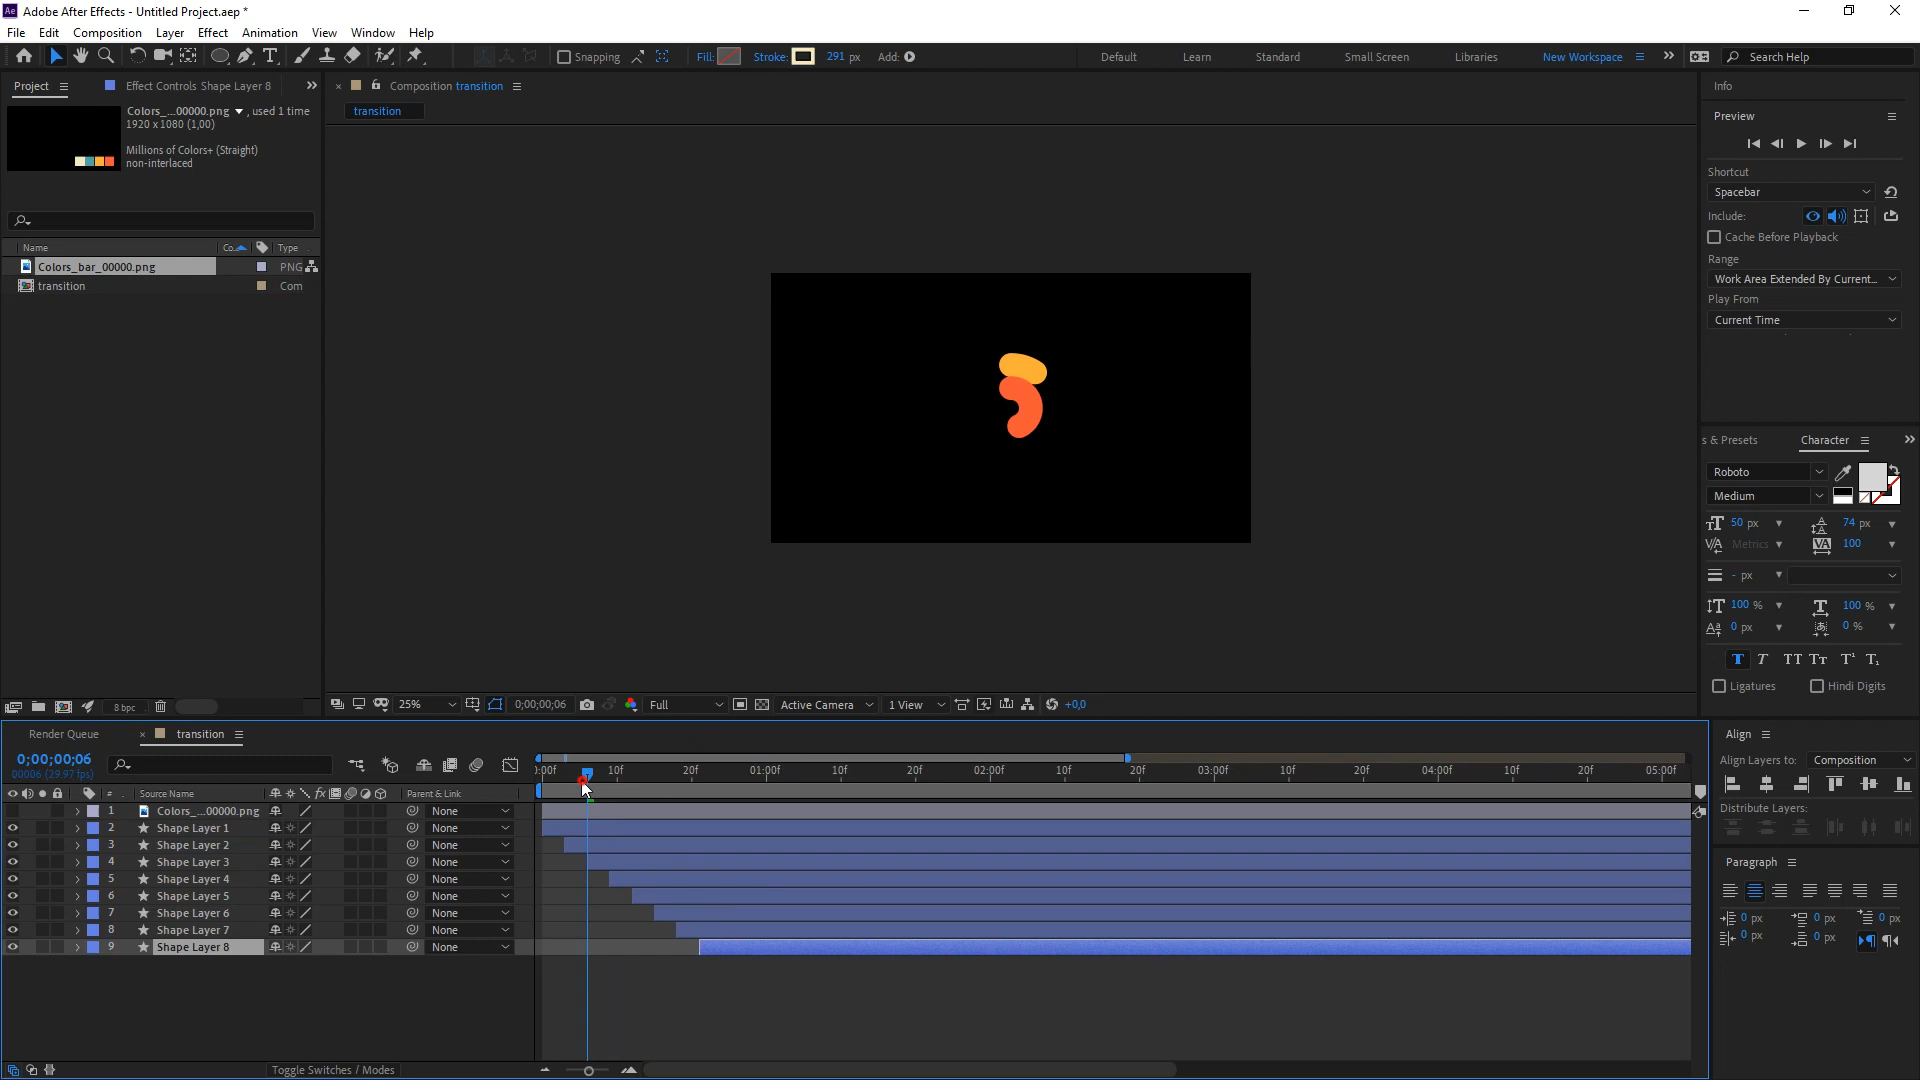 Adobe After Effects - Untitled Project.aep *
File Edit Composition Layer Effect Animation View Window Help
Snapping Fill: Stroke: 291 px Add: Default Learn Standard Small Screen Libraries New Workspace Search Help
Project Effect Controls Shape Layer 8
Colors_...00000.png , used 1 time
1920 x 1080 (1,00)
Millions of Colors+ (Straight)
non-interlaced
Name Co... Type
Colors_bar_00000.png PNG
transition Com
8 bpc
Composition transition
transition
25% 0;00;00;06 Full Active Camera 1 View +0,0
Info
Preview
Shortcut
Spacebar
Include:
Cache Before Playback
Range
Work Area Extended By Current...
Play From
Current Time
s & Presets Character
Roboto
Medium
50 px 74 px
Metrics 100
- px
100 % 100 %
0 px 0 %
T T TT Tt T¹ T₁
Ligatures Hindi Digits
Render Queue transition
0;00;00;06
00006 (29.97 fps)
# Source Name Parent & Link
):00f 10f 20f 01:00f 10f 20f 02:00f 10f 20f 03:00f 10f 20f 04:00f 10f 20f 05:00f
1 Colors_...00000.png None
2 Shape Layer 1 None
3 Shape Layer 2 None
4 Shape Layer 3 None
5 Shape Layer 4 None
6 Shape Layer 5 None
7 Shape Layer 6 None
8 Shape Layer 7 None
9 Shape Layer 8 None
Toggle Switches / Modes
Align
Align Layers to: Composition
Distribute Layers:
Paragraph
0 px 0 px 0 px
0 px 0 px